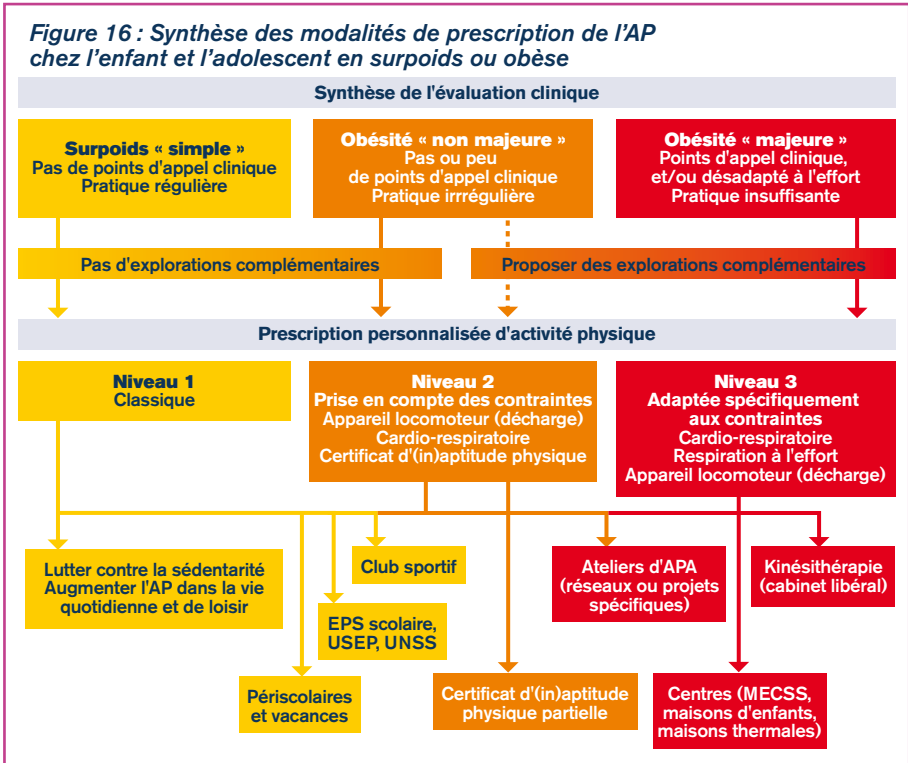 Figure 16 : Synthèse des modalités de prescription de l'AP
chez l'enfant et l'adolescent en surpoids ou obèse
Synthèse de l'évaluation clinique
Surpoids « simple »
Pas de points d'appel clinique
Pratique régulière
Obésité « non majeure »
Pas ou peu
de points d'appel clinique
Pratique irrrégulière
Obésité « majeure »
Points d'appel clinique,
et/ou désadapté à l'effort
Pratique insuffisante
Pas d'explorations complémentaires
Proposer des explorations complémentaires
Prescription personnalisée d'activité physique
Niveau 1
Classique
Niveau 2
Prise en compte des contraintes
Appareil locomoteur (décharge)
Cardio-respiratoire
Certificat d'(in)aptitude physique
Niveau 3
Adaptée spécifiquement
aux contraintes
Cardio-respiratoire
Respiration à l'effort
Appareil locomoteur (décharge)
Lutter contre la sédentarité
Augmenter l'AP dans la vie
quotidienne et de loisir
Club sportif
Ateliers d'APA
(réseaux ou projets
spécifiques)
Kinésithérapie
(cabinet libéral)
EPS scolaire,
USEP, UNSS
Périscolaires
et vacances
Certificat d'(in)aptitude
physique partielle
Centres (MECSS,
maisons d'enfants,
maisons thermales)